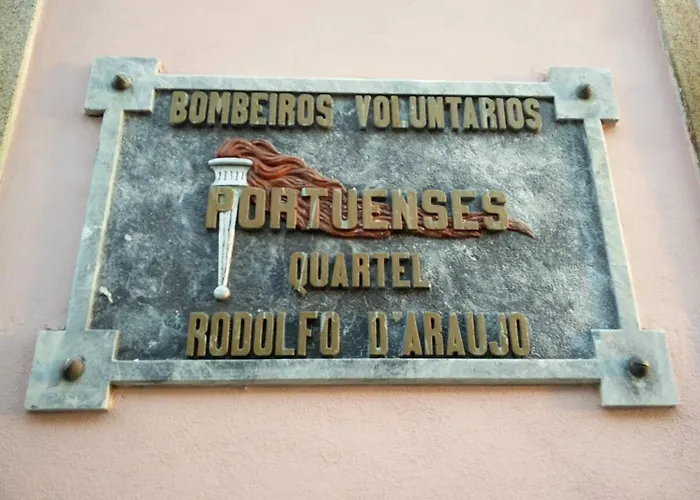 BOMBEIROS VOLUNTARIOS
PORTUENSES
QUARTEL
RODOLFO D'ARAUJO